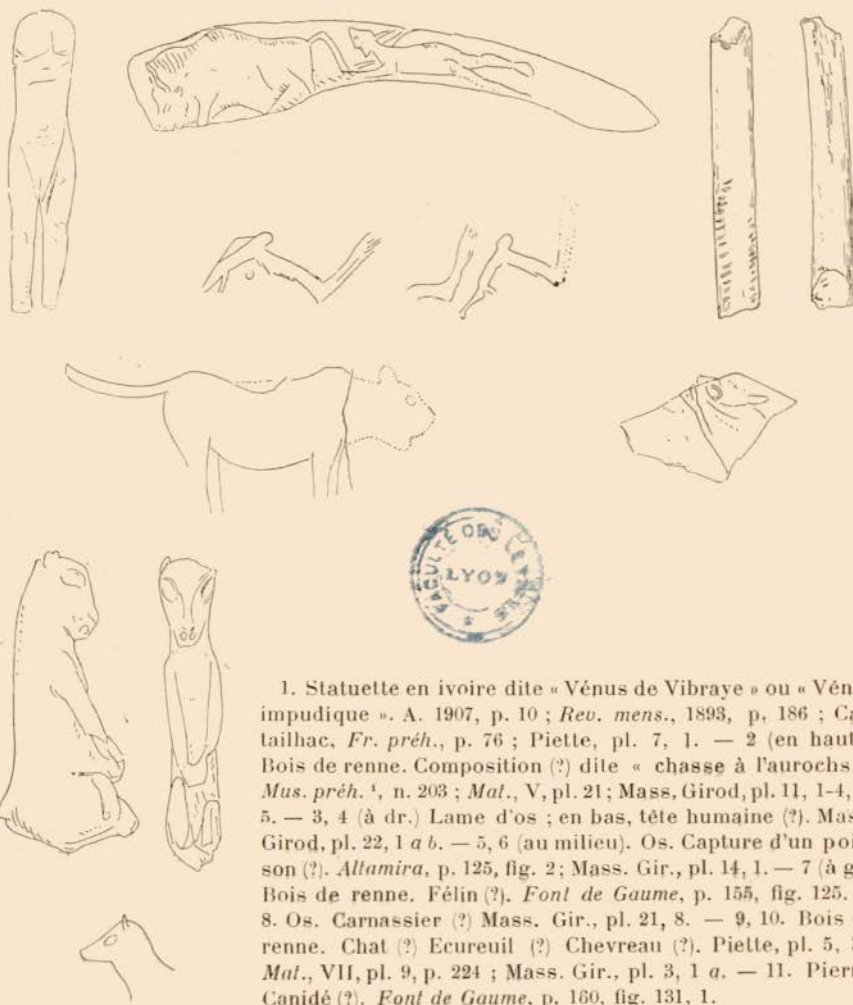 FACULTÉ DES LETTRES
LYON
1. Statuette en ivoire dite « Vénus de Vibraye » ou « Vén
impudique ». A. 1907, p. 10 ; Rev. mens., 1893, p. 186 ; Ca
tailhac, Fr. préh., p. 76 ; Piette, pl. 7, 1. — 2 (en haut
Bois de renne. Composition (?) dite « chasse à l'aurochs
Mus. préh. ¹, n. 203 ; Mat., V, pl. 21 ; Mass, Girod, pl. 11, 1-4,
5. — 3, 4 (à dr.) Lame d'os ; en bas, tête humaine (?). Mas
Girod, pl. 22, 1 a b. — 5, 6 (au milieu). Os. Capture d'un poi
son (?). Altamira, p. 125, fig. 2 ; Mass. Gir., pl. 14, 1. — 7 (à g
Bois de renne. Félin (?). Font de Gaume, p. 155, fig. 125.
8. Os. Carnassier (?) Mass. Gir., pl. 21, 8. — 9, 10. Bois
renne. Chat (?) Ecureuil (?) Chevreau (?). Piette, pl. 5,
Mat., VII, pl. 9, p. 224 ; Mass. Gir., pl. 3, 1 a. — 11. Pierr
Canidé (?). Font de Gaume, p. 160, fig. 131, 1.